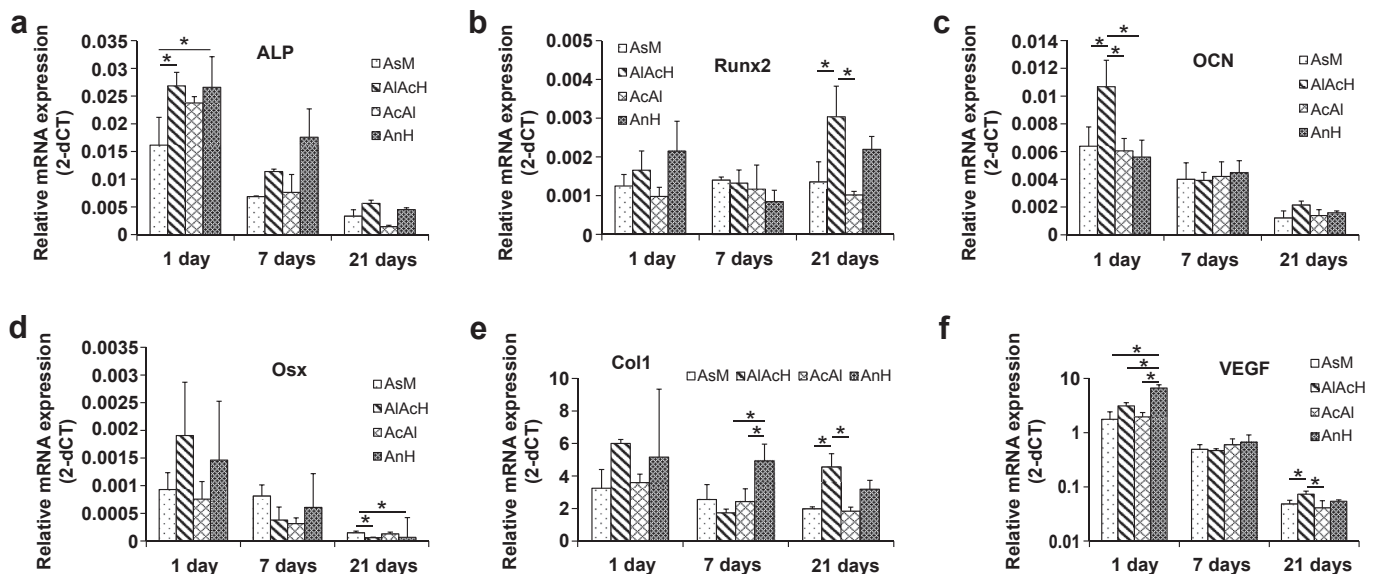 a
ALP
Relative mRNA expression
(2-dCT)
0.035
0.03
0.025
0.02
0.015
0.01
0.005
0
* *
AsM
AlAcH
AcAl
AnH
1 day 7 days 21 days
b
Runx2
Relative mRNA expression
(2-dCT)
0.005
0.004
0.003
0.002
0.001
0
AsM
AlAcH
AcAl
AnH
* *
1 day 7 days 21 days
c
OCN
Relative mRNA expression
(2-dCT)
0.014
0.012
0.01
0.008
0.006
0.004
0.002
0
* * *
AsM
AlAcH
AcAl
AnH
1 day 7 days 21 days
d
Osx
Relative mRNA expression
(2-dCT)
0.0035
0.003
0.0025
0.002
0.0015
0.001
0.0005
0
AsM
AlAcH
AcAl
AnH
* *
1 day 7 days 21 days
e
Col1
Relative mRNA expression
(2-dCT)
10
8
6
4
2
0
AsM AlAcH AcAl AnH
* * * *
1 day 7 days 21 days
f
VEGF
Relative mRNA expression
(2-dCT)
10
1
0.1
0.01
* * *
AsM
AlAcH
AcAl
AnH
* *
1 day 7 days 21 days